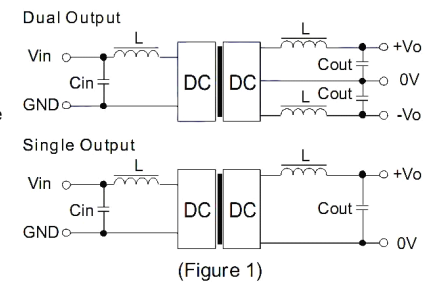 Dual Output
L
L
Vin
+Vo
Cout
Cin
DC
DC
0V
L
Cout
GND
-Vo
Single Output
L
L
Vin
+Vo
Cin
DC
DC
Cout
GND
0V
(Figure 1)